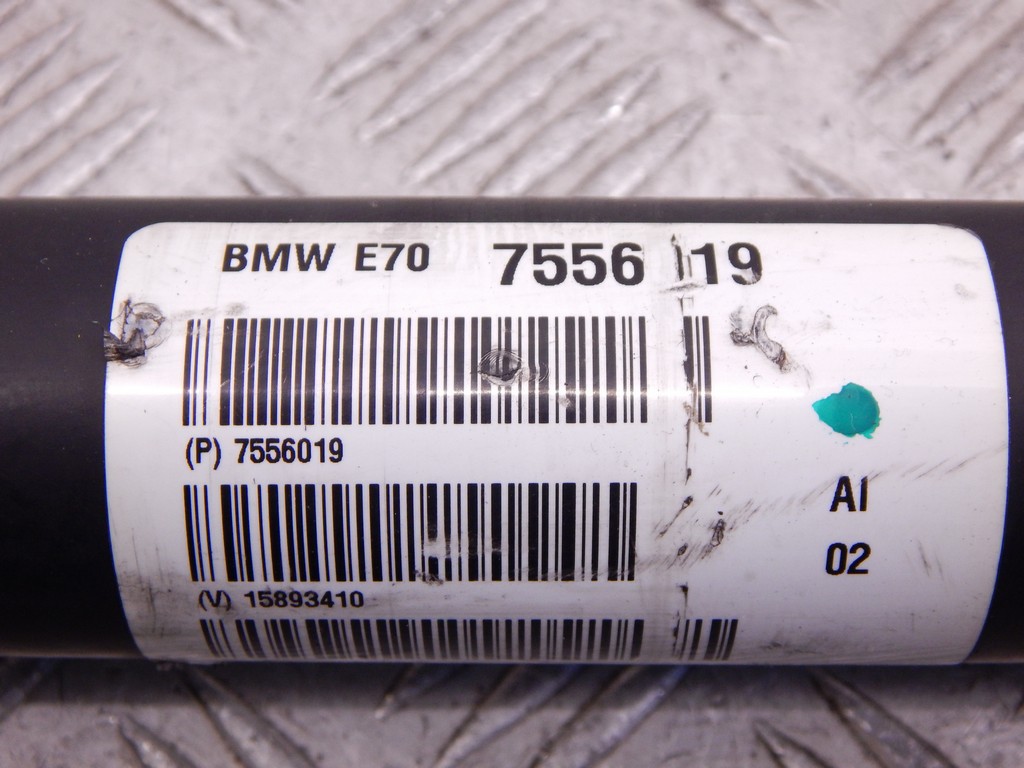 BMW E70 7556 19
(P) 7556019
AI
02
(V) 15893410